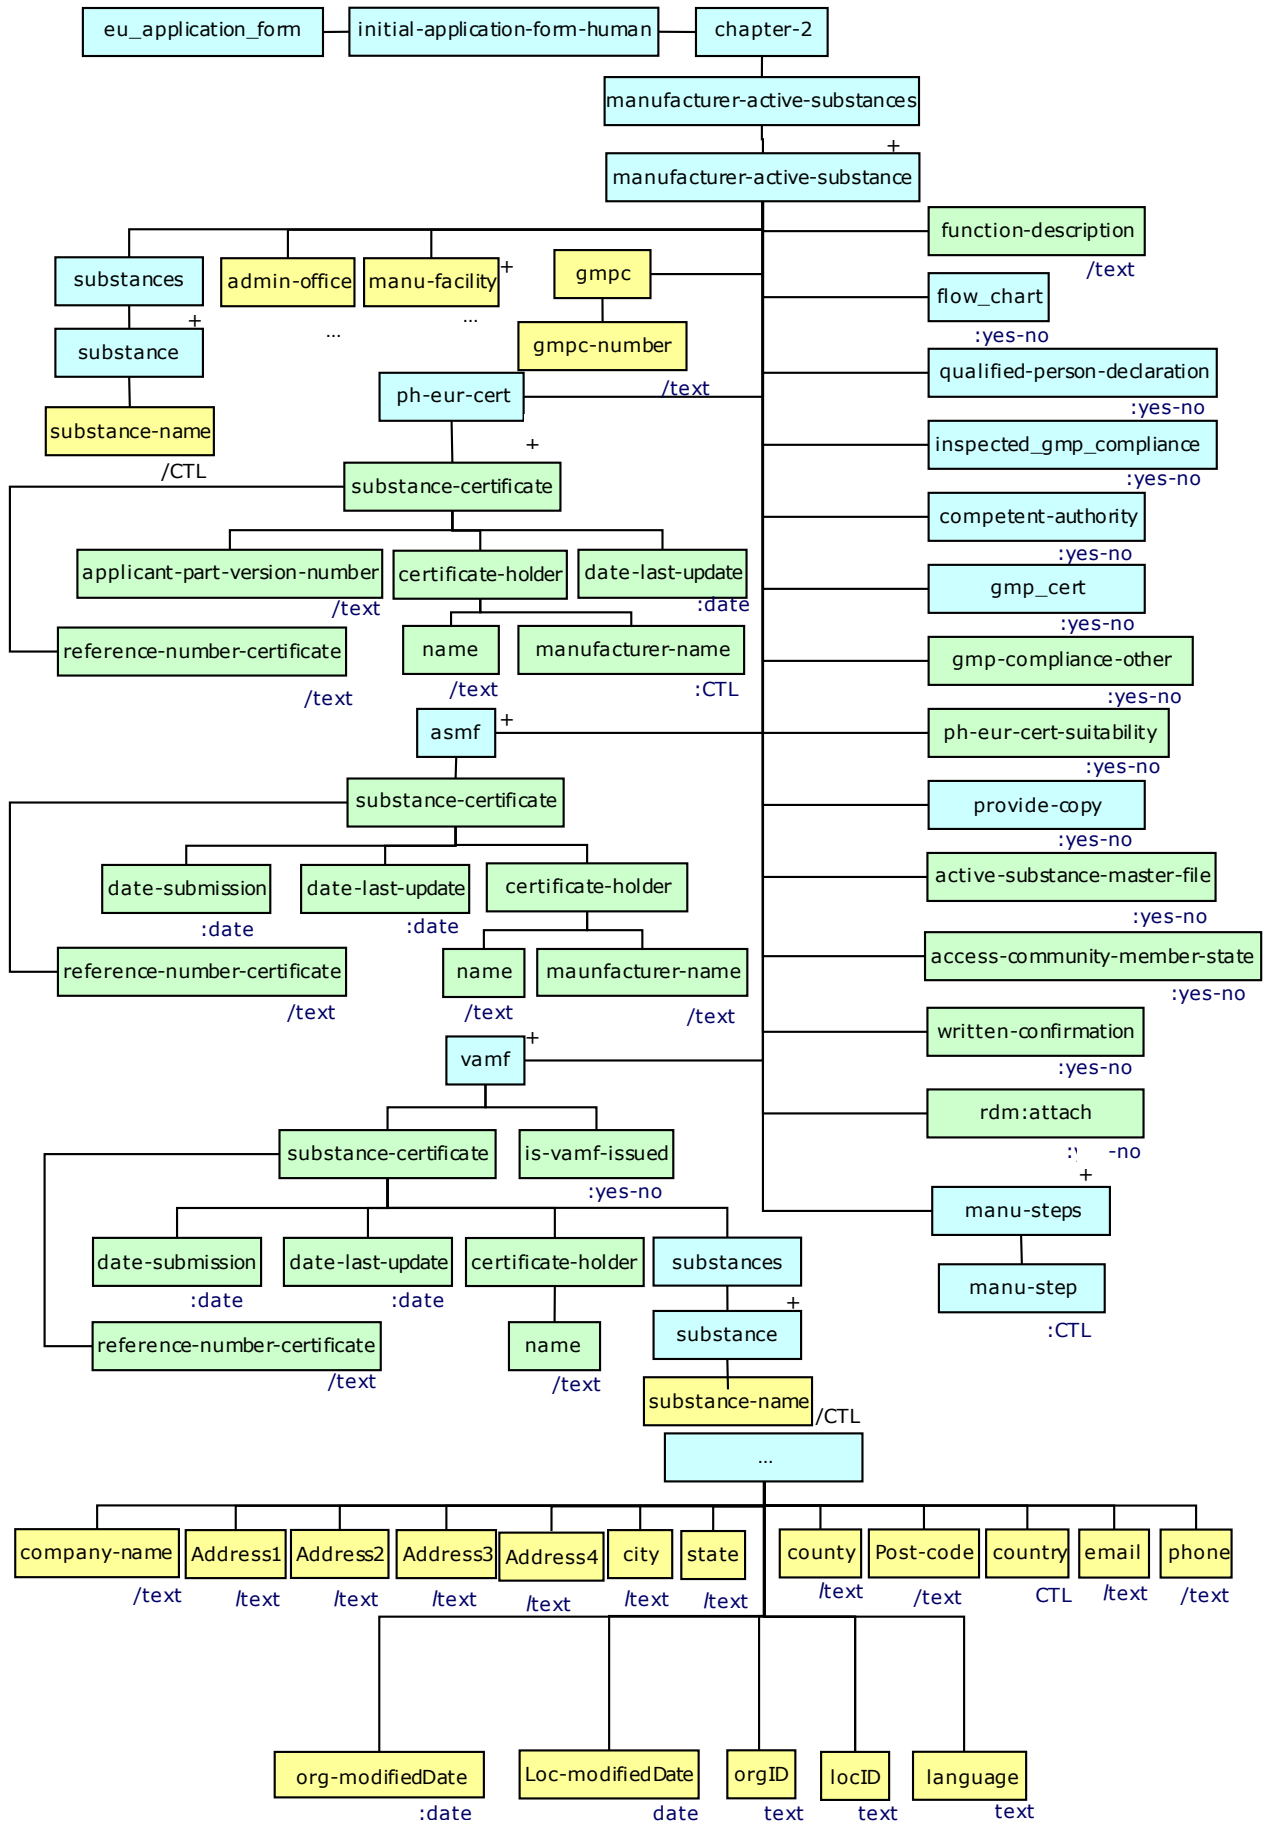 eu_application_form
initial-application-form-human
chapter-2
manufacturer-active-substances
+
manufacturer-active-substance
function-description
/text
substances
admin-office
manu-facility
+
gmpc
flow_chart
:yes-no
+
...
...
substance
gmpc-number
/text
qualified-person-declaration
:yes-no
ph-eur-cert
substance-name
/CTL
+
inspected_gmp_compliance
:yes-no
substance-certificate
competent-authority
:yes-no
applicant-part-version-number
/text
certificate-holder
date-last-update
:date
gmp_cert
:yes-no
reference-number-certificate
/text
name
/text
manufacturer-name
:CTL
gmp-compliance-other
:yes-no
asmf
+
ph-eur-cert-suitability
:yes-no
substance-certificate
provide-copy
:yes-no
date-submission
:date
date-last-update
:date
certificate-holder
active-substance-master-file
:yes-no
reference-number-certificate
/text
name
/text
maunfacturer-name
/text
access-community-member-state
:yes-no
vamf
+
written-confirmation
:yes-no
substance-certificate
is-vamf-issued
:yes-no
rdm:attach
-no
+
manu-steps
date-submission
:date
date-last-update
:date
certificate-holder
substances
+
manu-step
:CTL
reference-number-certificate
/text
name
/text
substance
substance-name
/CTL
...
company-name
Address1
Address2
Address3
Address4
city
state
county
Post-code
country
email
phone
/text
/text
/text
/text
/text
/text
/text
/text
/text
CTL
/text
/text
org-modifiedDate
Loc-modifiedDate
orgID
locID
language
:date
date
text
text
text